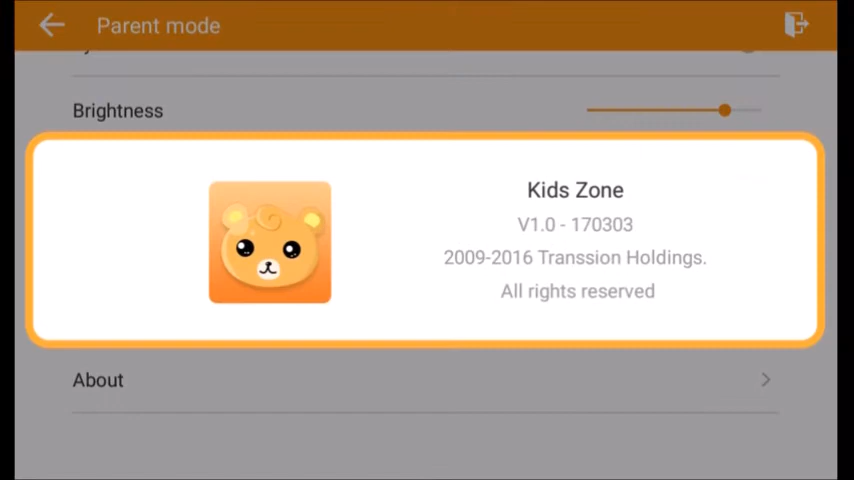 Parent mode
Brightness
Kids Zone
V1.0 - 170303
2009-2016 Transsion Holdings.
All rights reserved
About